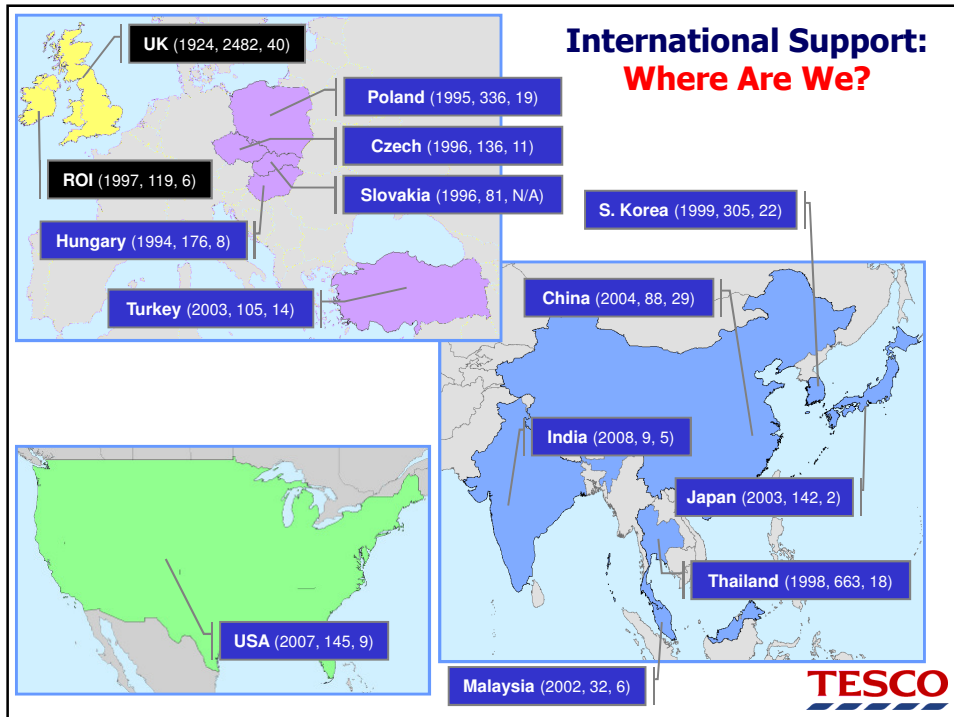 International Support:
Where Are We?
UK (1924, 2482, 40)
Poland (1995, 336, 19)
Czech (1996, 136, 11)
ROI (1997, 119, 6)
Slovakia (1996, 81, N/A)
Hungary (1994, 176, 8)
Turkey (2003, 105, 14)
S. Korea (1999, 305, 22)
China (2004, 88, 29)
India (2008, 9, 5)
Japan (2003, 142, 2)
Thailand (1998, 663, 18)
USA (2007, 145, 9)
Malaysia (2002, 32, 6)
TESCO